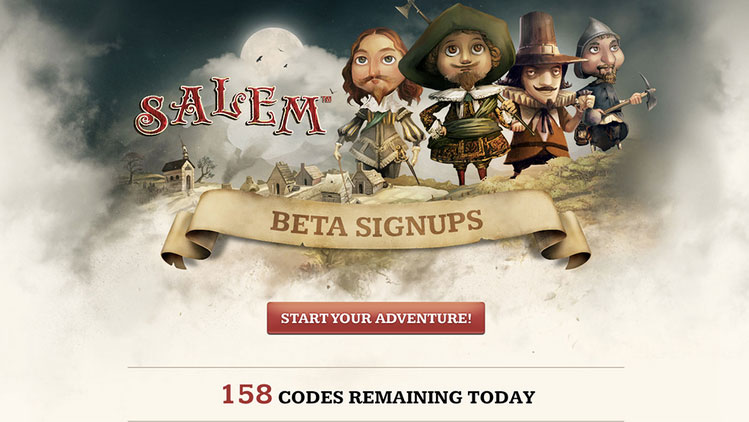 SALEM™
BETA SIGNUPS
START YOUR ADVENTURE!
158 CODES REMAINING TODAY